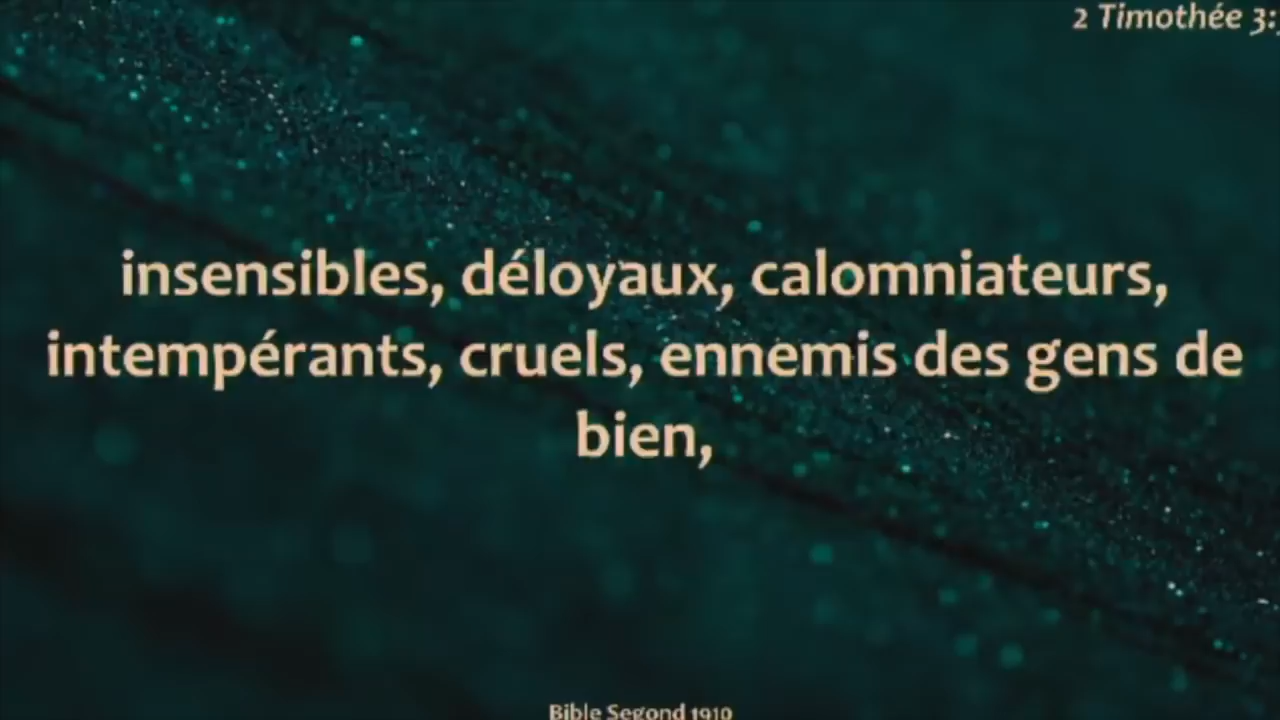 2 Timothée 3:
insensibles, déloyaux, calomniateurs,
intempérants, cruels, ennemis des gens de
bien,
Bible Segond 1910